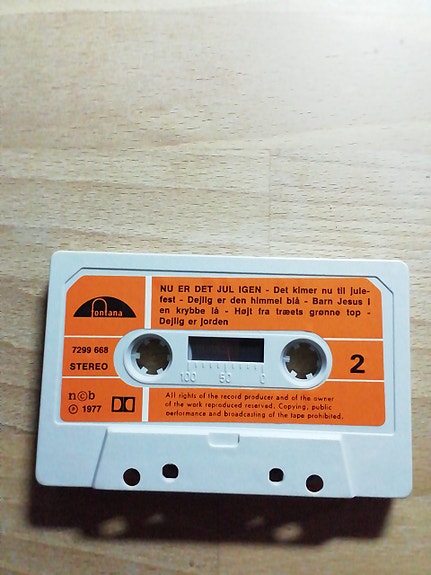 fontana
NU ER DET JUL IGEN - Det kimer nu til jule-
fest - Dejlig er den himmel blå - Barn Jesus i
en krybbe lå - Højt fra træets grønne top -
Dejlig er jorden
7299 668
STEREO
2
100 50 0
ncb
℗ 1977
All rights of the record producer and of the owner
of the work reproduced reserved. Copying, public
performance and broadcasting of the tape prohibited.